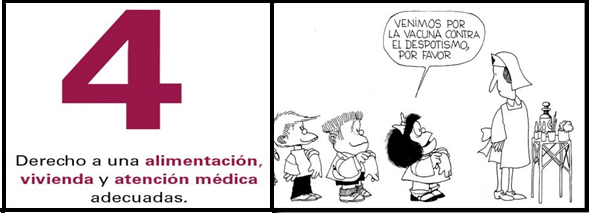 4
Derecho a una alimentación,
vivienda y atención médica
adecuadas.
VENIMOS POR
LA VACUNA CONTRA
EL DESPOTISMO,
POR FAVOR